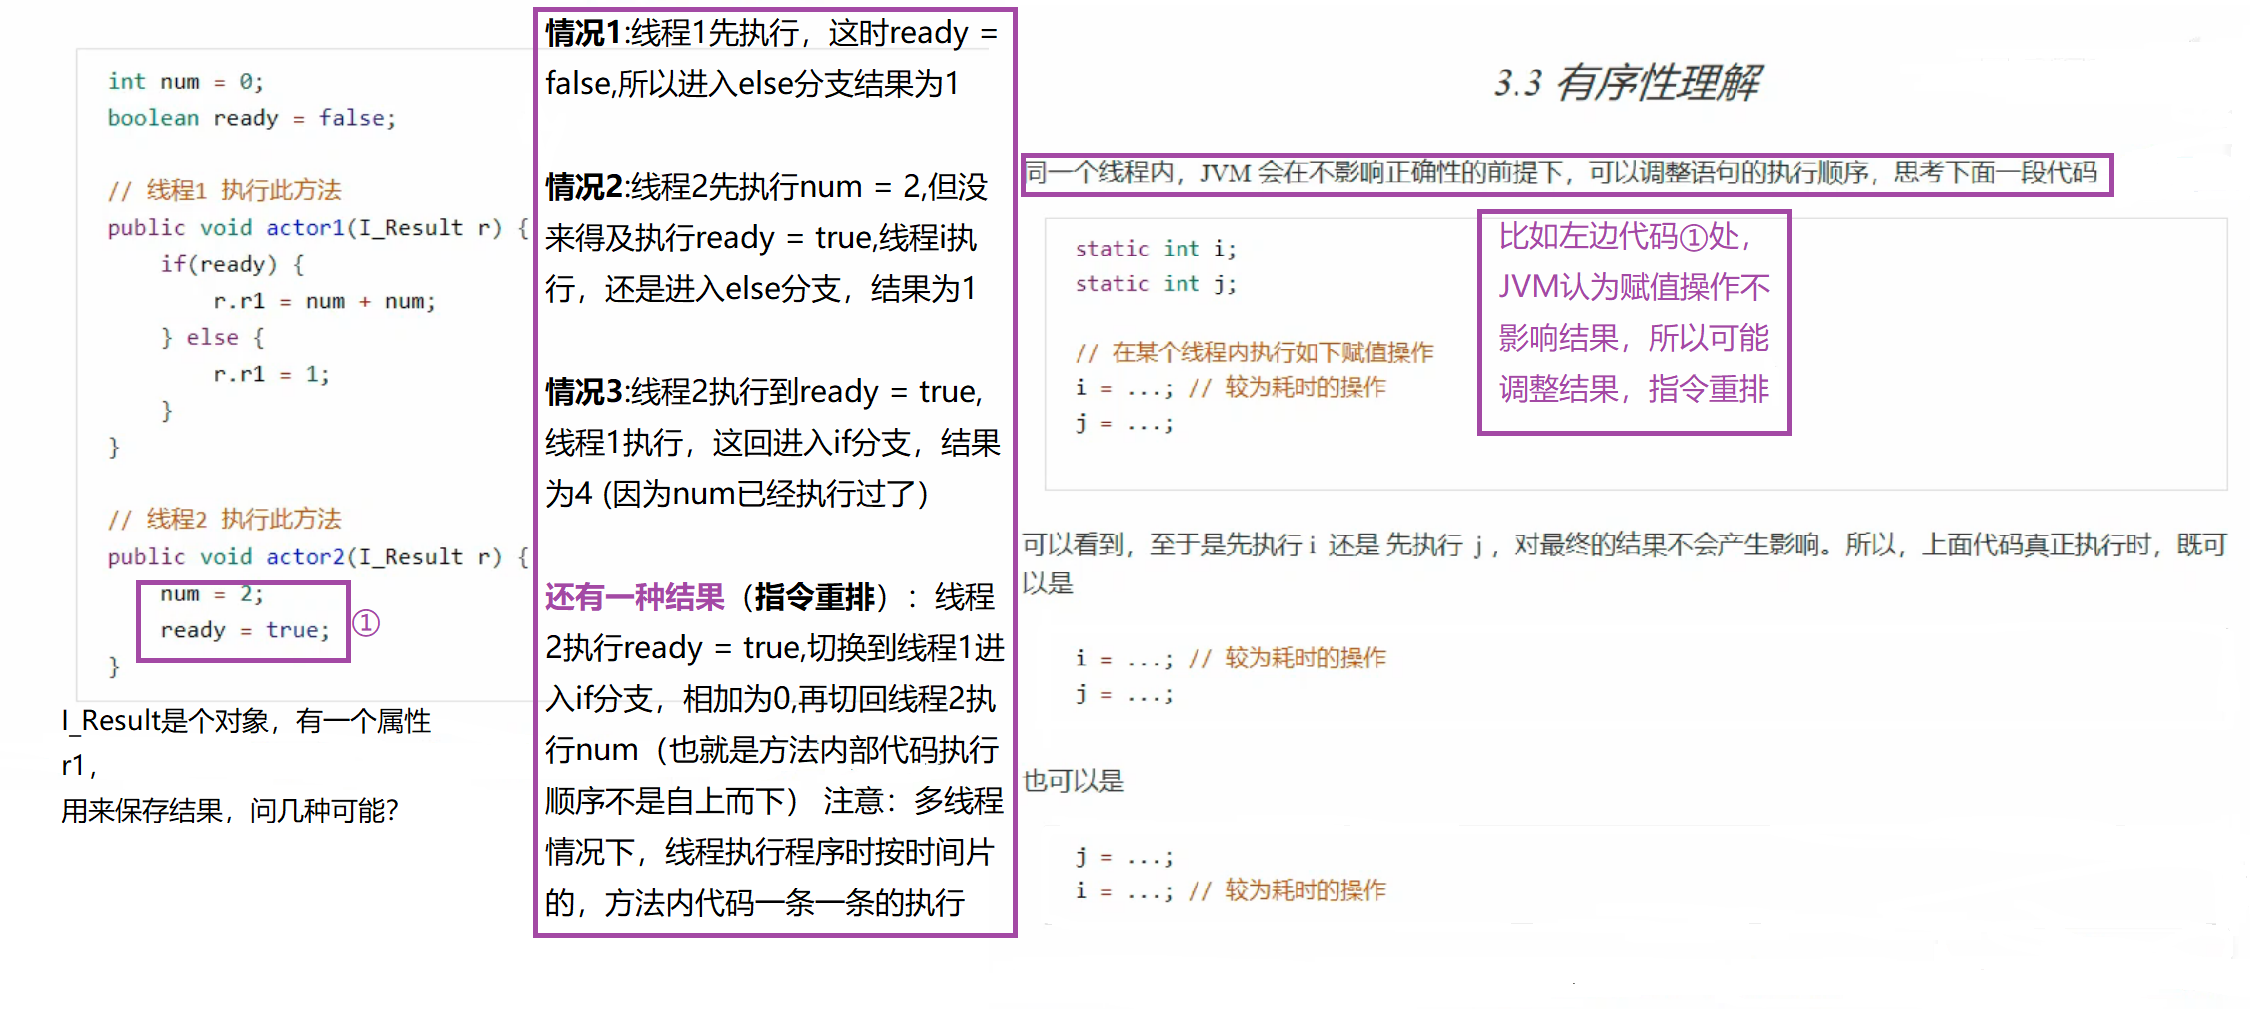 int num = 0;
boolean ready = false;
// 线程1 执行此方法
public void actor1(I_Result r) {
if(ready) {
r.r1 = num + num;
} else {
r.r1 = 1;
}
}
// 线程2 执行此方法
public void actor2(I_Result r) {
num = 2;
ready = true;
①
}
I_Result是个对象，有一个属性
r1，
用来保存结果，问几种可能？
情况1:线程1先执行，这时ready =
false,所以进入else分支结果为1
情况2:线程2先执行num = 2,但没
来得及执行ready = true,线程i执
行，还是进入else分支，结果为1
情况3:线程2执行到ready = true,
线程1执行，这回进入if分支，结果
为4 (因为num已经执行过了)
还有一种结果（指令重排）：线程
2执行ready = true,切换到线程1进
入if分支，相加为0,再切回线程2执
行num（也就是方法内部代码执行
顺序不是自上而下） 注意：多线程
情况下，线程执行程序时按时间片
的，方法内代码一条一条的执行
3.3 有序性理解
同一个线程内，JVM 会在不影响正确性的前提下，可以调整语句的执行顺序，思考下面一段代码
static int i;
static int j;
// 在某个线程内执行如下赋值操作
i = ...; // 较为耗时的操作
j = ...;
比如左边代码①处，
JVM认为赋值操作不
影响结果，所以可能
调整结果，指令重排
可以看到，至于是先执行 i 还是 先执行 j ，对最终的结果不会产生影响。所以，上面代码真正执行时，既可
以是
i = ...; // 较为耗时的操作
j = ...;
也可以是
j = ...;
i = ...; // 较为耗时的操作